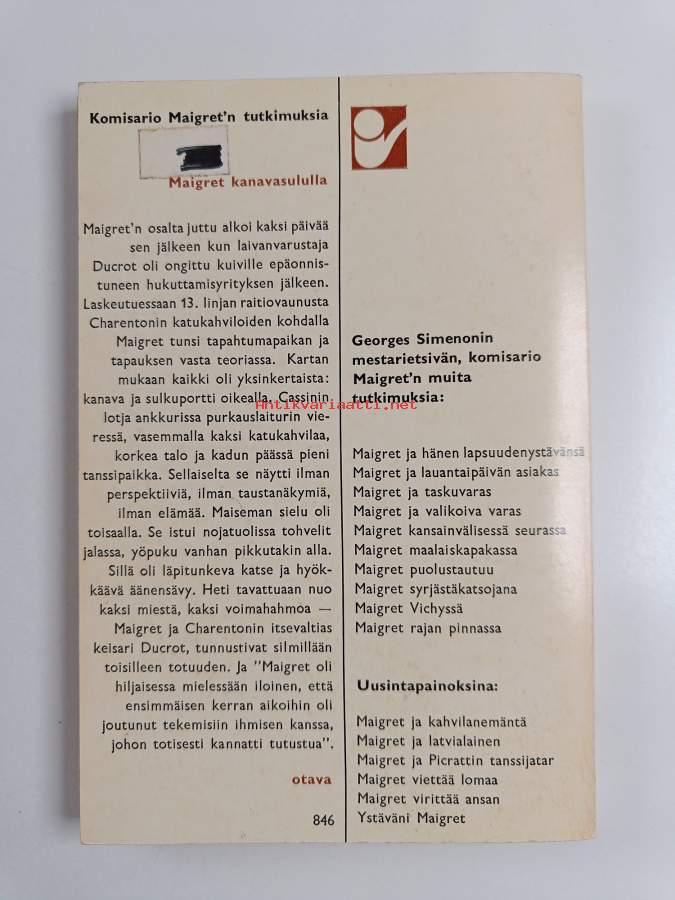 Komisario Maigret'n tutkimuksia
Maigret kanavasululla
Maigret'n osalta juttu alkoi kaksi päivää
sen jälkeen kun laivanvarustaja
Ducrot oli ongittu kuiville epäonnis-
tuneen hukuttamisyrityksen jälkeen.
Laskeutuessaan 13. linjan raitiovaunusta
Charentonin katukahviloiden kohdalla
Maigret tunsi tapahtumapaikan ja
tapauksen vasta teoriassa. Kartan
mukaan kaikki oli yksinkertaista:
kanava ja sulkuportti oikealla, Cassinin
lotja ankkurissa purkauslaiturin vie-
ressä, vasemmalla kaksi katukahvilaa,
korkea talo ja kadun päässä pieni
tanssipaikka. Sellaiselta se näytti ilman
perspektiiviä, ilman taustanäkymiä,
ilman elämää. Maiseman sielu oli
toisaalla. Se istui nojatuolissa tohvelit
jalassa, yöpuku vanhan pikkutakin alla.
Sillä oli läpitunkeva katse ja hyök-
käävä äänensävy. Heti tavattuaan nuo
kaksi miestä, kaksi voimahahmoa —
Maigret ja Charentonin itsevaltias
keisari Ducrot, tunnustivat silmillään
toisilleen totuuden. Ja "Maigret oli
hiljaisessa mielessään iloinen, että
ensimmäisen kerran aikoihin oli
joutunut tekemisiin ihmisen kanssa,
johon totisesti kannatti tutustua".
otava
846
Georges Simenonin
mestarietsivän, komisario
Maigret'n muita
tutkimuksia:
Antikvariaatti.net
Maigret ja hänen lapsuudenystävänsä
Maigret ja lauantaipäivän asiakas
Maigret ja taskuvaras
Maigret ja valikoiva varas
Maigret kansainvälisessä seurassa
Maigret maalaiskapakassa
Maigret puolustautuu
Maigret syrjästäkatsojana
Maigret Vichyssä
Maigret rajan pinnassa
Uusintapainoksina:
Maigret ja kahvilanemäntä
Maigret ja latvialainen
Maigret ja Picrattin tanssijatar
Maigret viettää lomaa
Maigret virittää ansan
Ystäväni Maigret